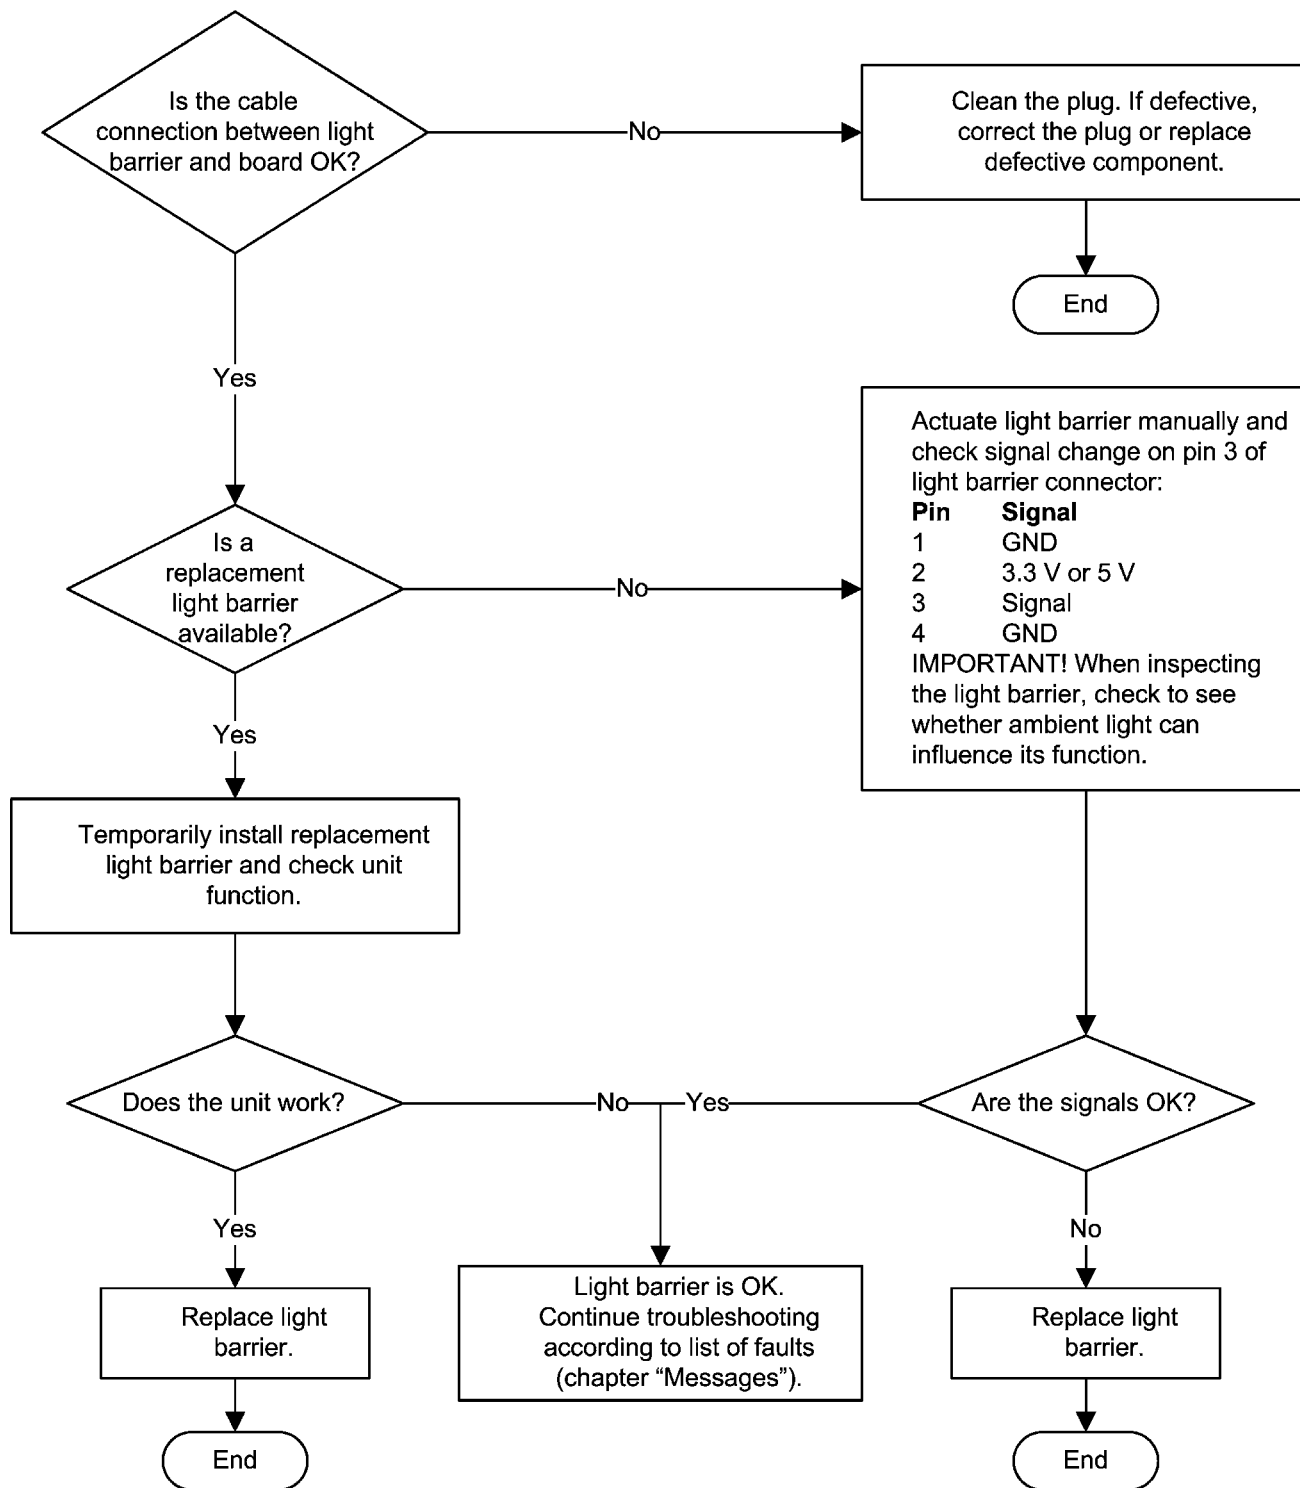 Is the cable
connection between light
barrier and board OK?
No
Clean the plug. If defective,
correct the plug or replace
defective component.
End
Yes
Is a
replacement
light barrier
available?
No
Actuate light barrier manually and
check signal change on pin 3 of
light barrier connector:
Pin Signal
1 GND
2 3.3 V or 5 V
3 Signal
4 GND
IMPORTANT! When inspecting
the light barrier, check to see
whether ambient light can
influence its function.
Yes
Temporarily install replacement
light barrier and check unit
function.
Does the unit work?
No
Yes
Are the signals OK?
Yes
No
Replace light
barrier.
Light barrier is OK.
Continue troubleshooting
according to list of faults
(chapter “Messages”).
Replace light
barrier.
End
End